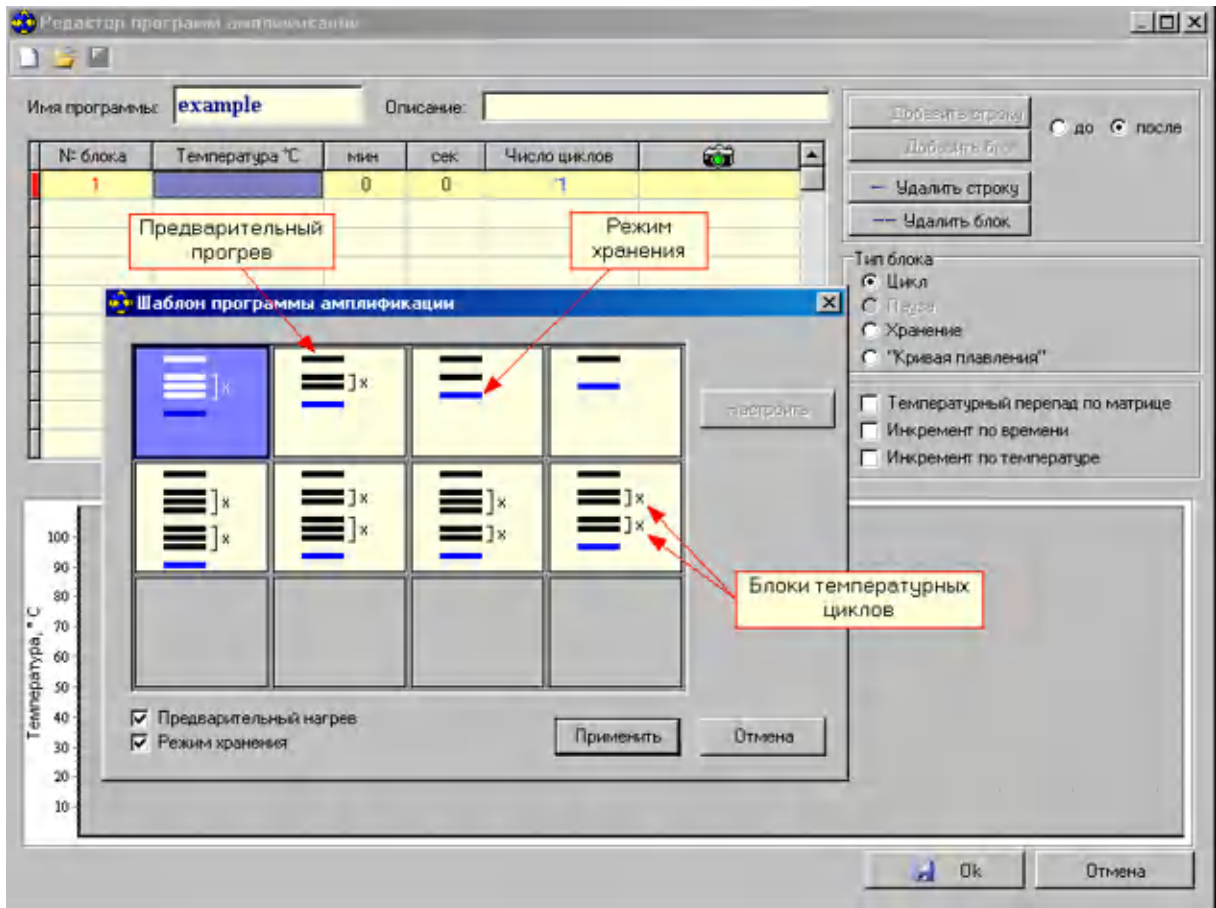 Редактор программ амплификации
Имя программы: example Описание:
Добавить строку
Добавить блок
до после
№ блока Температура °C мин сек Число циклов
1 0 0 1
Удалить строку
Удалить блок
Предварительный
прогрев
Режим
хранения
Тип блока
Цикл
Пауза
Хранение
"Кривая плавления"
Шаблон программы амплификации
x x
Настроить
Температурный перепад по матрице
Инкремент по времени
Инкремент по температуре
x x x x
x x x x
Блоки температурных
циклов
Температура, °C
100
90
80
70
60
50
40
30
20
10
Предварительный нагрев
Режим хранения
Применить Отмена
Ok Отмена